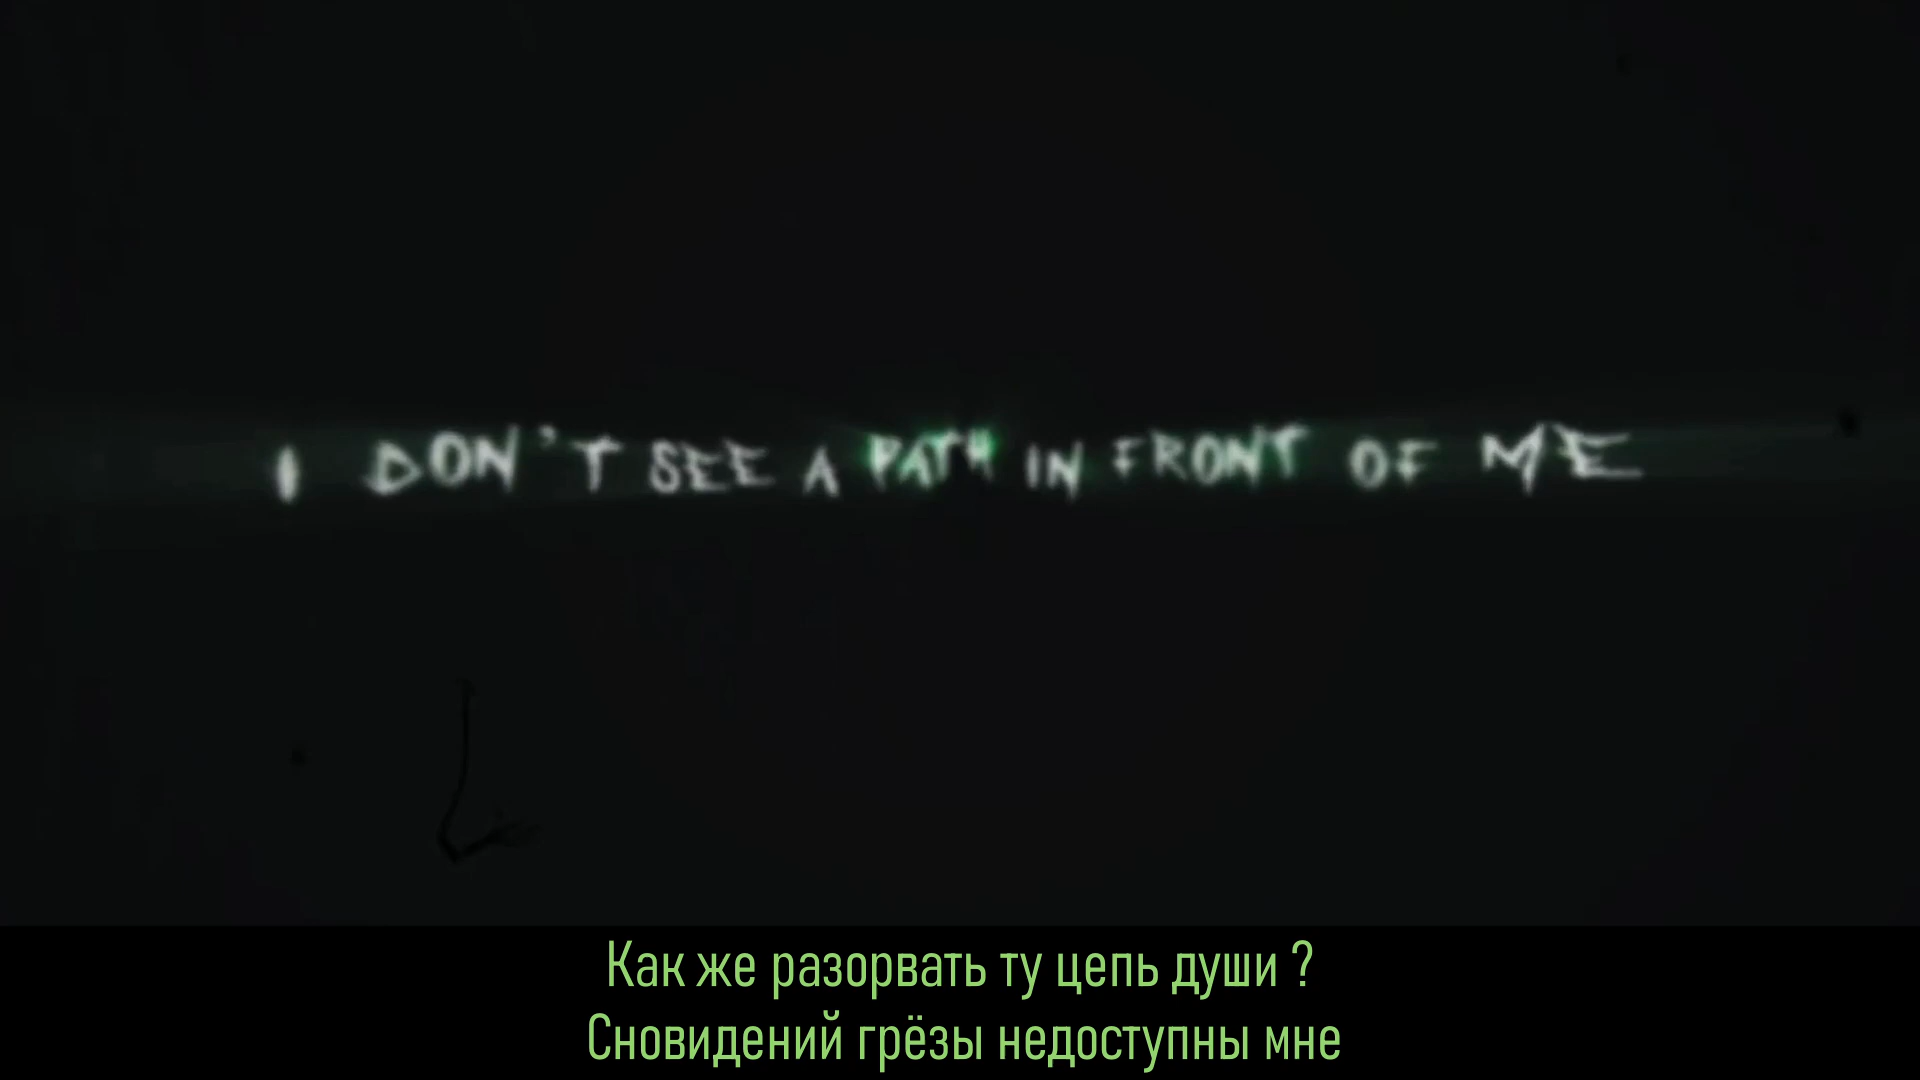 I DON'T SEE A PATH IN FRONT OF ME
Как же разорвать ту цепь души ?
Сновидений грёзы недоступны мне